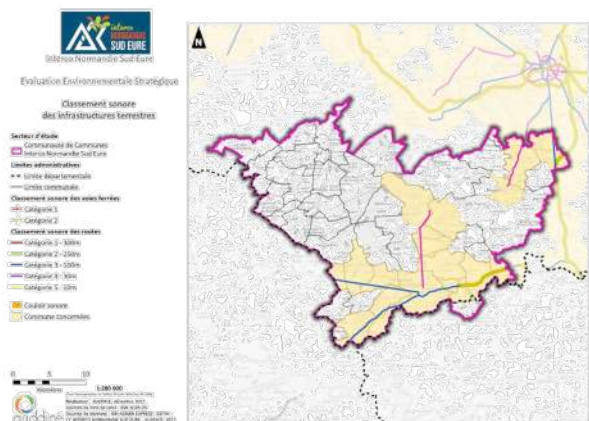 interco
NORMANDIE
SUD EURE
Interco Normandie Sud Eure
Evaluation Environnementale Stratégique
Classement sonore
des infrastructures terrestres
Secteur d'étude
Communauté de Communes
Interco Normandie Sud Eure
Limites administratives
Limite départementale
Limite communale
Classement sonore des voies ferrées
Catégorie 1
Catégorie 2
Classement sonore des routes
Catégorie 1 - 300m
Catégorie 2 - 250m
Catégorie 3 - 100m
Catégorie 4 - 30m
Catégorie 5 - 10m
Couloir sonore
Commune concernées
N
0 5 10
Kilomètres
1:280 000
auddicé